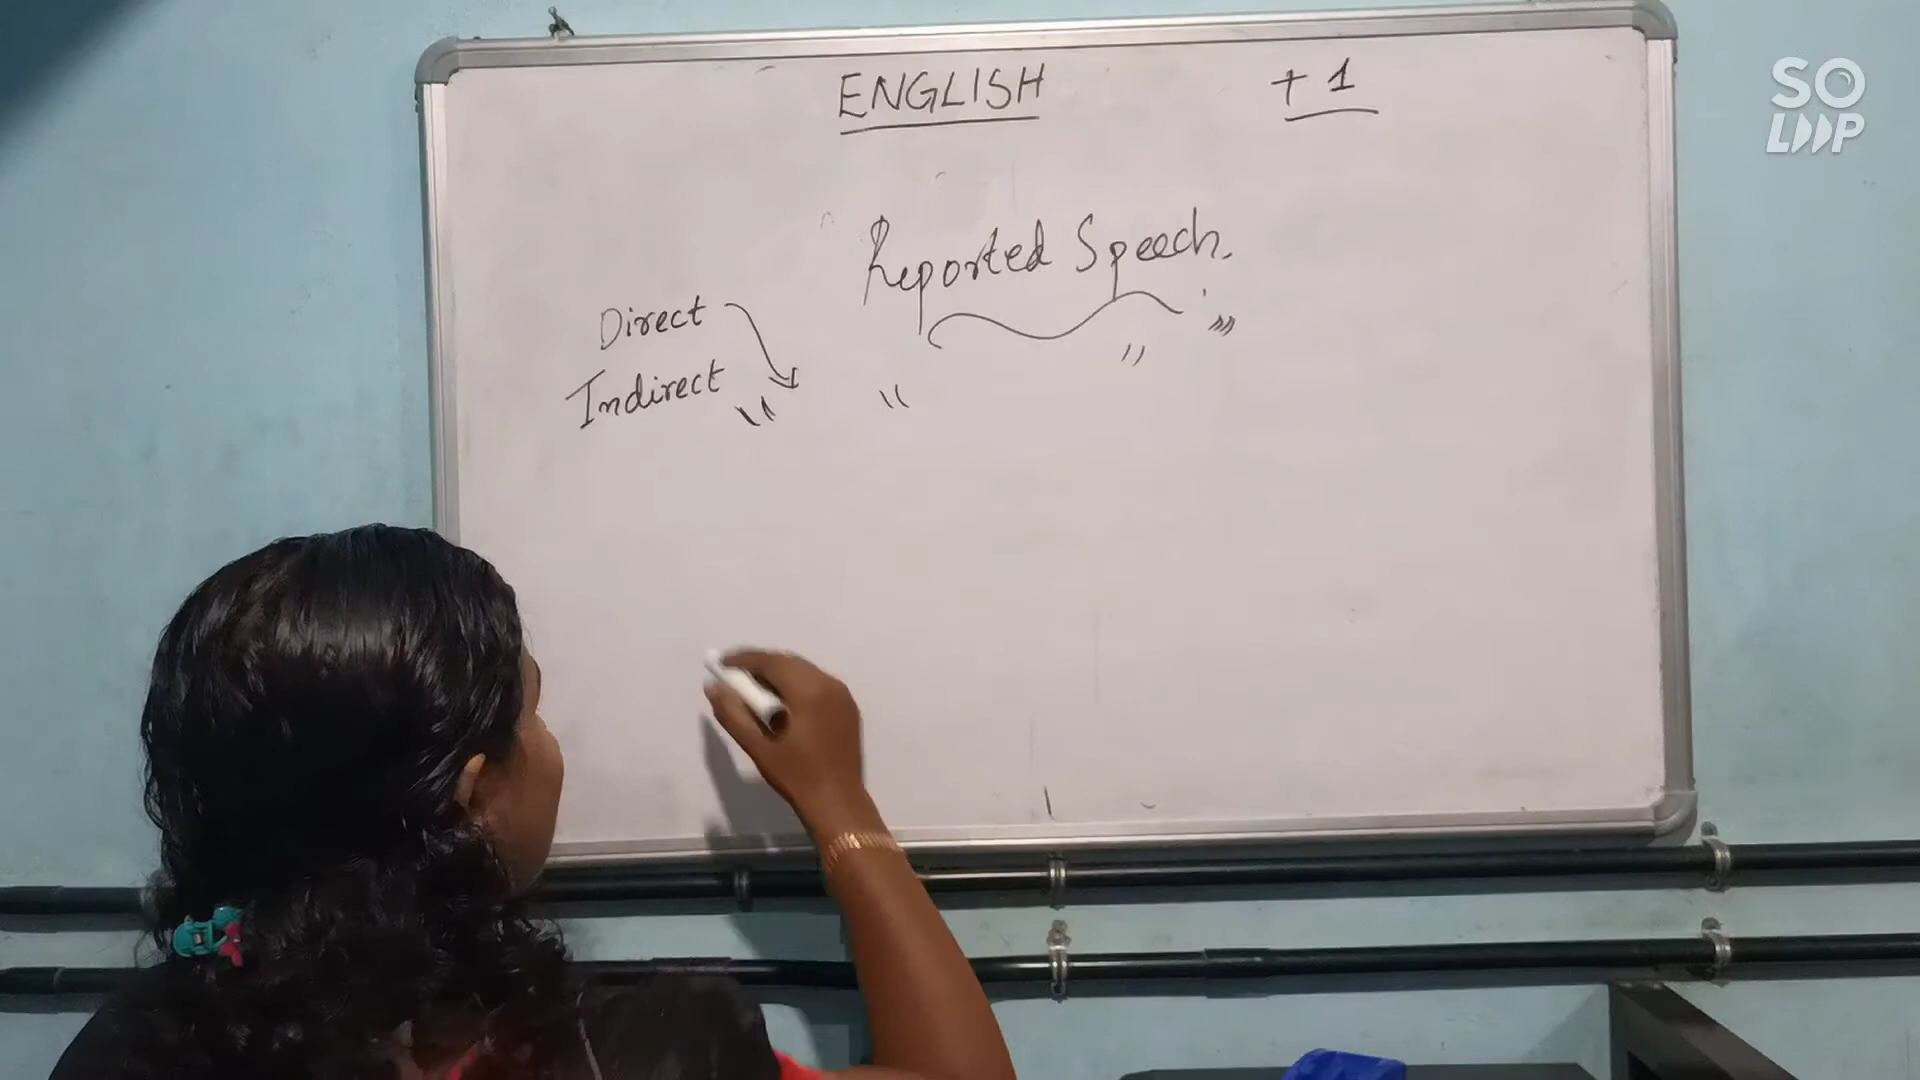 ENGLISH + 1
Reported Speech.
Direct
Indirect
" " " "
SO
LOOP